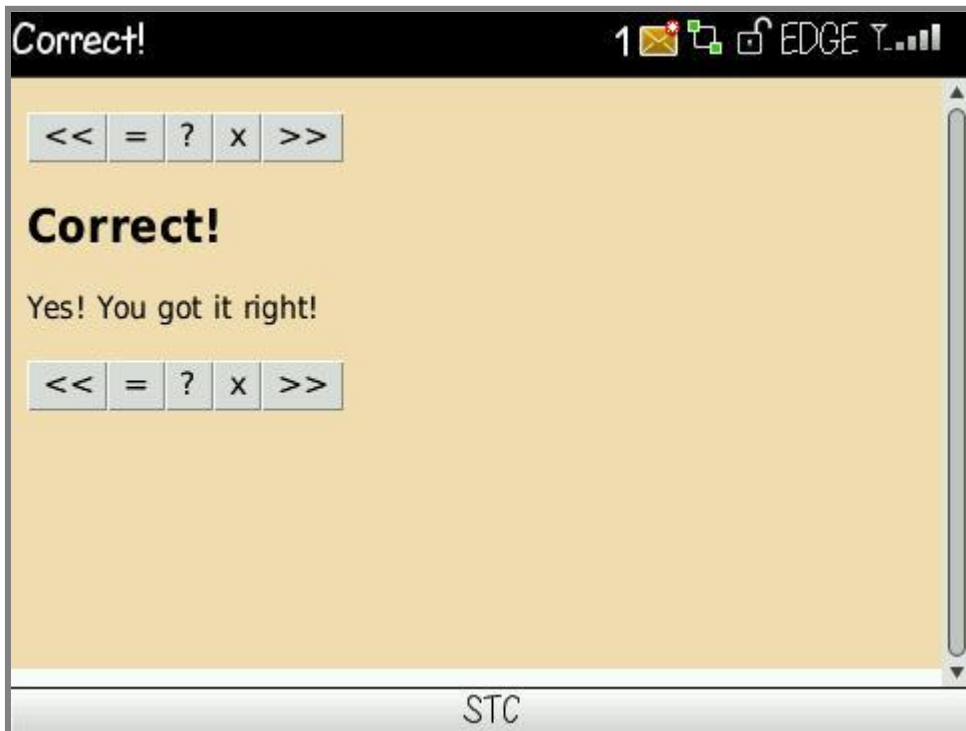 Correct! 1 EDGE
<< = ? x >>
Correct!
Yes! You got it right!
<< = ? x >>
STC